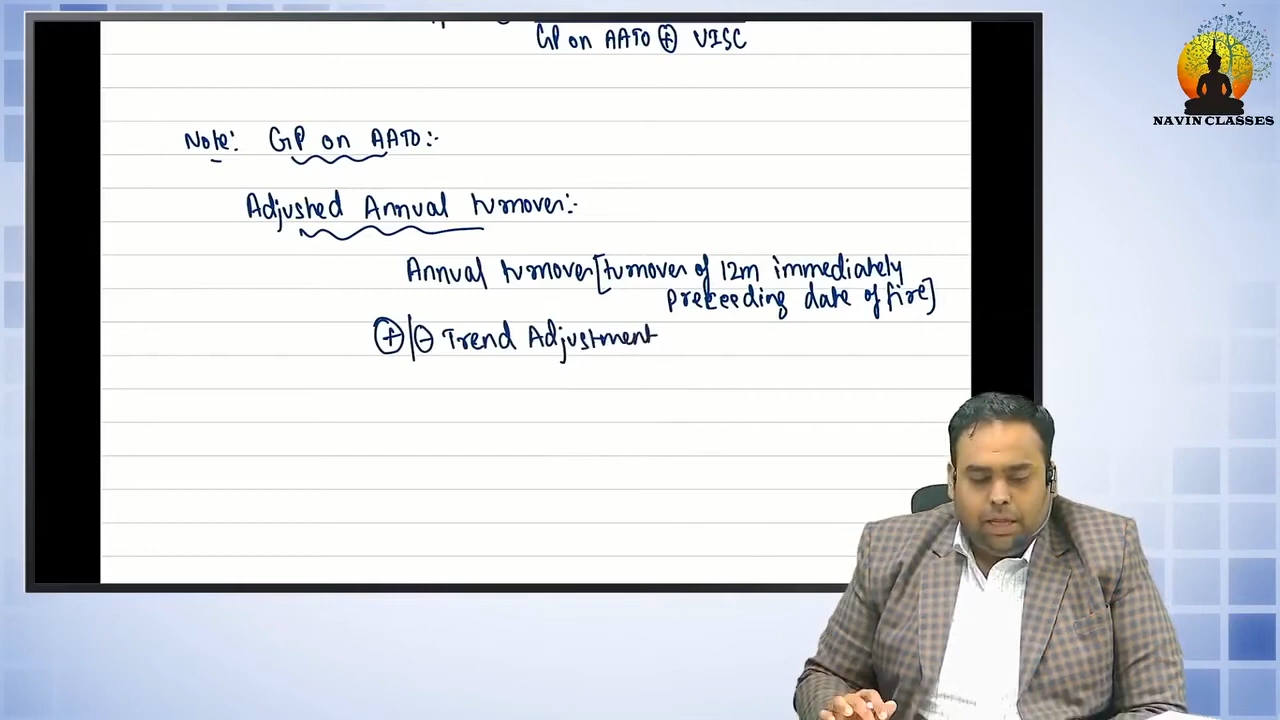 GP on AATO ⊕ UISC
Note: GP on AATO:-
Adjusted Annual turnover:-
Annual turnover [turnover of 12m immediately
preceeding date of fire]
⊕/⊖ Trend Adjustment
NAVIN CLASSES